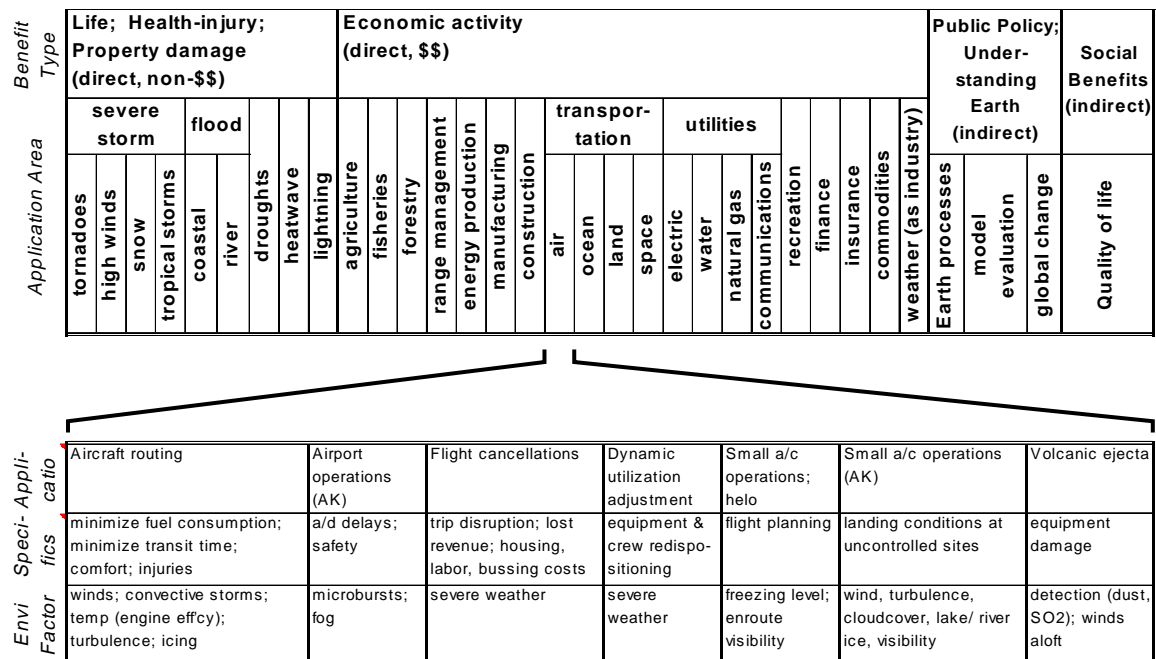 Benefit
Type
Life; Health-injury;
Property damage
(direct, non-$$)
Economic activity
(direct, $$)
Public Policy;
Under-
standing
Earth
(indirect)
Social
Benefits
(indirect)
Application Area
severe
storm
flood
transpor-
tation
utilities
tornadoes
high winds
snow
tropical storms
coastal
river
droughts
heatwave
lightning
agriculture
fisheries
forestry
range management
energy production
manufacturing
construction
air
ocean
land
space
electric
water
natural gas
communications
recreation
finance
insurance
commodities
weather (as industry)
Earth processes
model
evaluation
global change
Quality of life
Appli-
catio
Aircraft routing
Airport
operations
(AK)
Flight cancellations
Dynamic
utilization
adjustment
Small a/c
operations;
helo
Small a/c operations
(AK)
Volcanic ejecta
Speci-
fics
minimize fuel consumption;
minimize transit time;
comfort; injuries
a/d delays;
safety
trip disruption; lost
revenue; housing,
labor, bussing costs
equipment &
crew redispo-
sitioning
flight planning
landing conditions at
uncontrolled sites
equipment
damage
Envi
Factor
winds; convective storms;
temp (engine eff'cy);
turbulence; icing
microbursts;
fog
severe weather
severe
weather
freezing level;
enroute
visibility
wind, turbulence,
cloudcover, lake/ river
ice, visibility
detection (dust,
SO2); winds
aloft